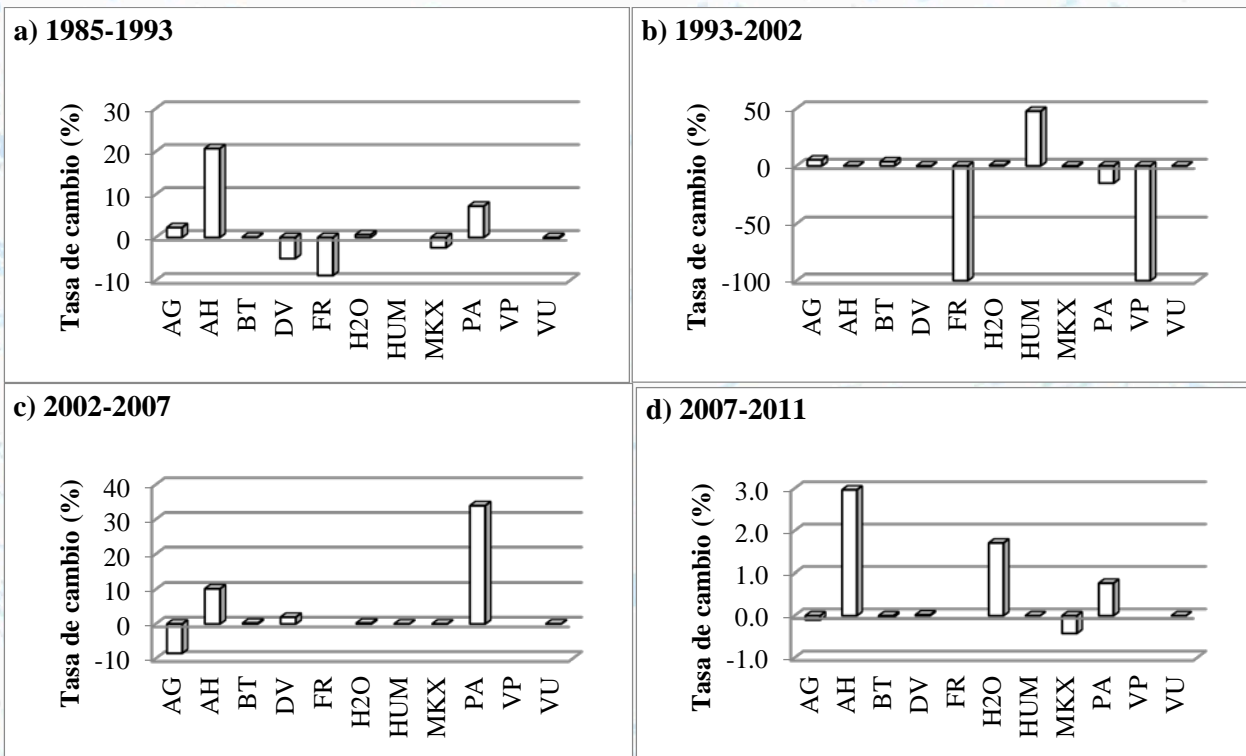 a) 1985-1993
Tasa de cambio (%)
30
20
10
0
-10
AG
AH
BT
DV
FR
H2O
HUM
MKX
PA
VP
VU
b) 1993-2002
Tasa de cambio (%)
50
0
-50
-100
AG
AH
BT
DV
FR
H2O
HUM
MKX
PA
VP
VU
c) 2002-2007
Tasa de cambio (%)
40
30
20
10
0
-10
AG
AH
BT
DV
FR
H2O
HUM
MKX
PA
VP
VU
d) 2007-2011
Tasa de cambio (%)
3.0
2.0
1.0
0.0
-1.0
AG
AH
BT
DV
FR
H2O
HUM
MKX
PA
VP
VU